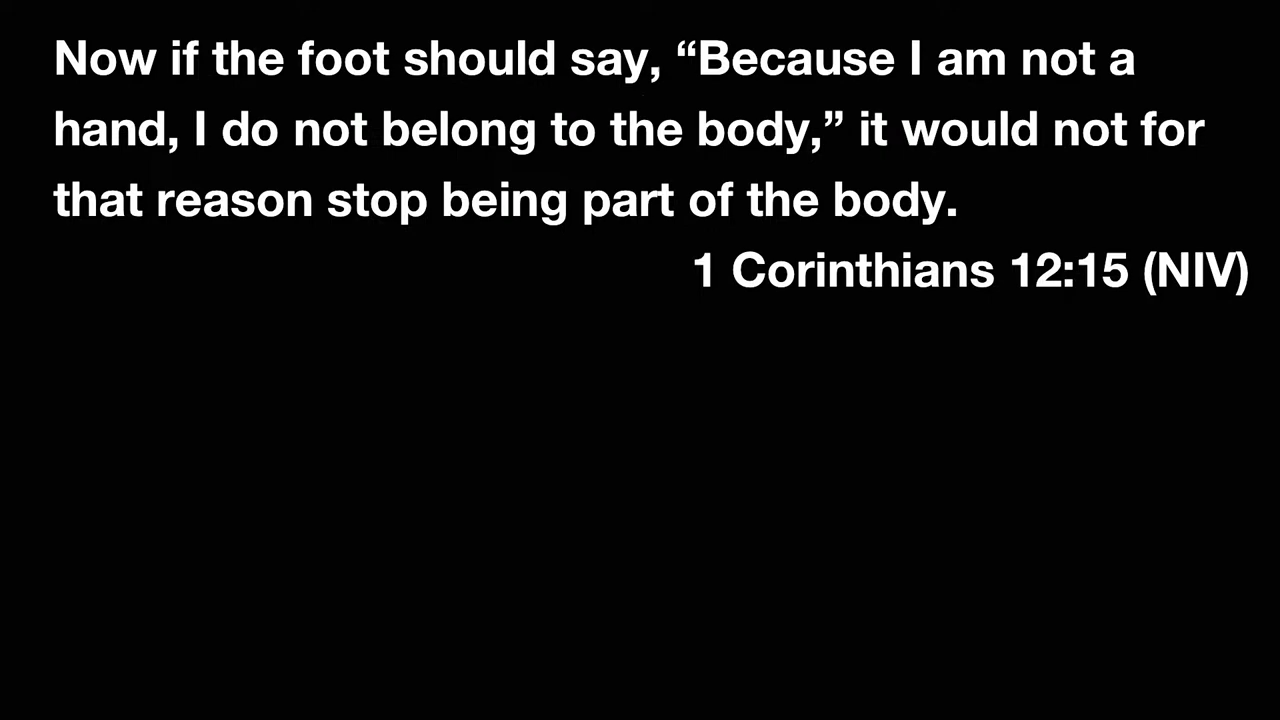 Now if the foot should say, “Because I am not a
hand, I do not belong to the body,” it would not for
that reason stop being part of the body.
1 Corinthians 12:15 (NIV)